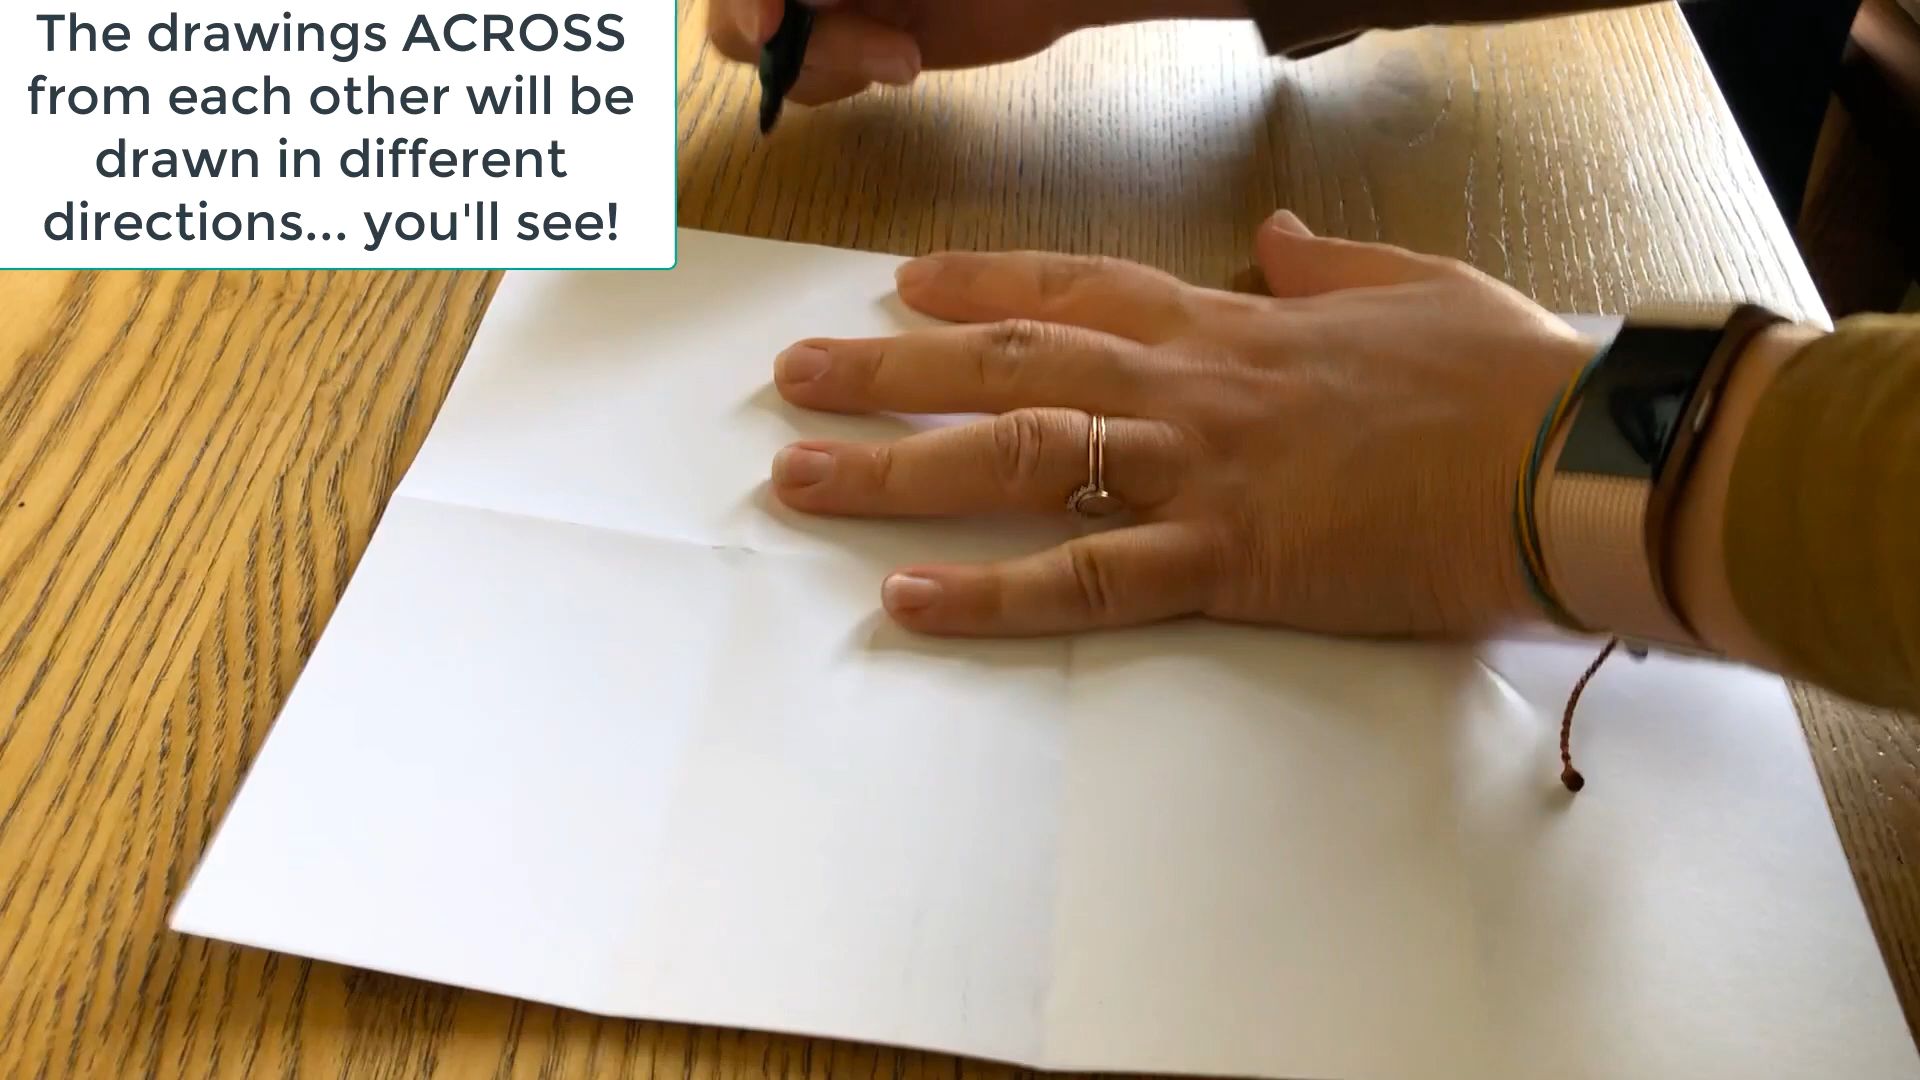 The drawings ACROSS
from each other will be
drawn in different
directions... you'll see!